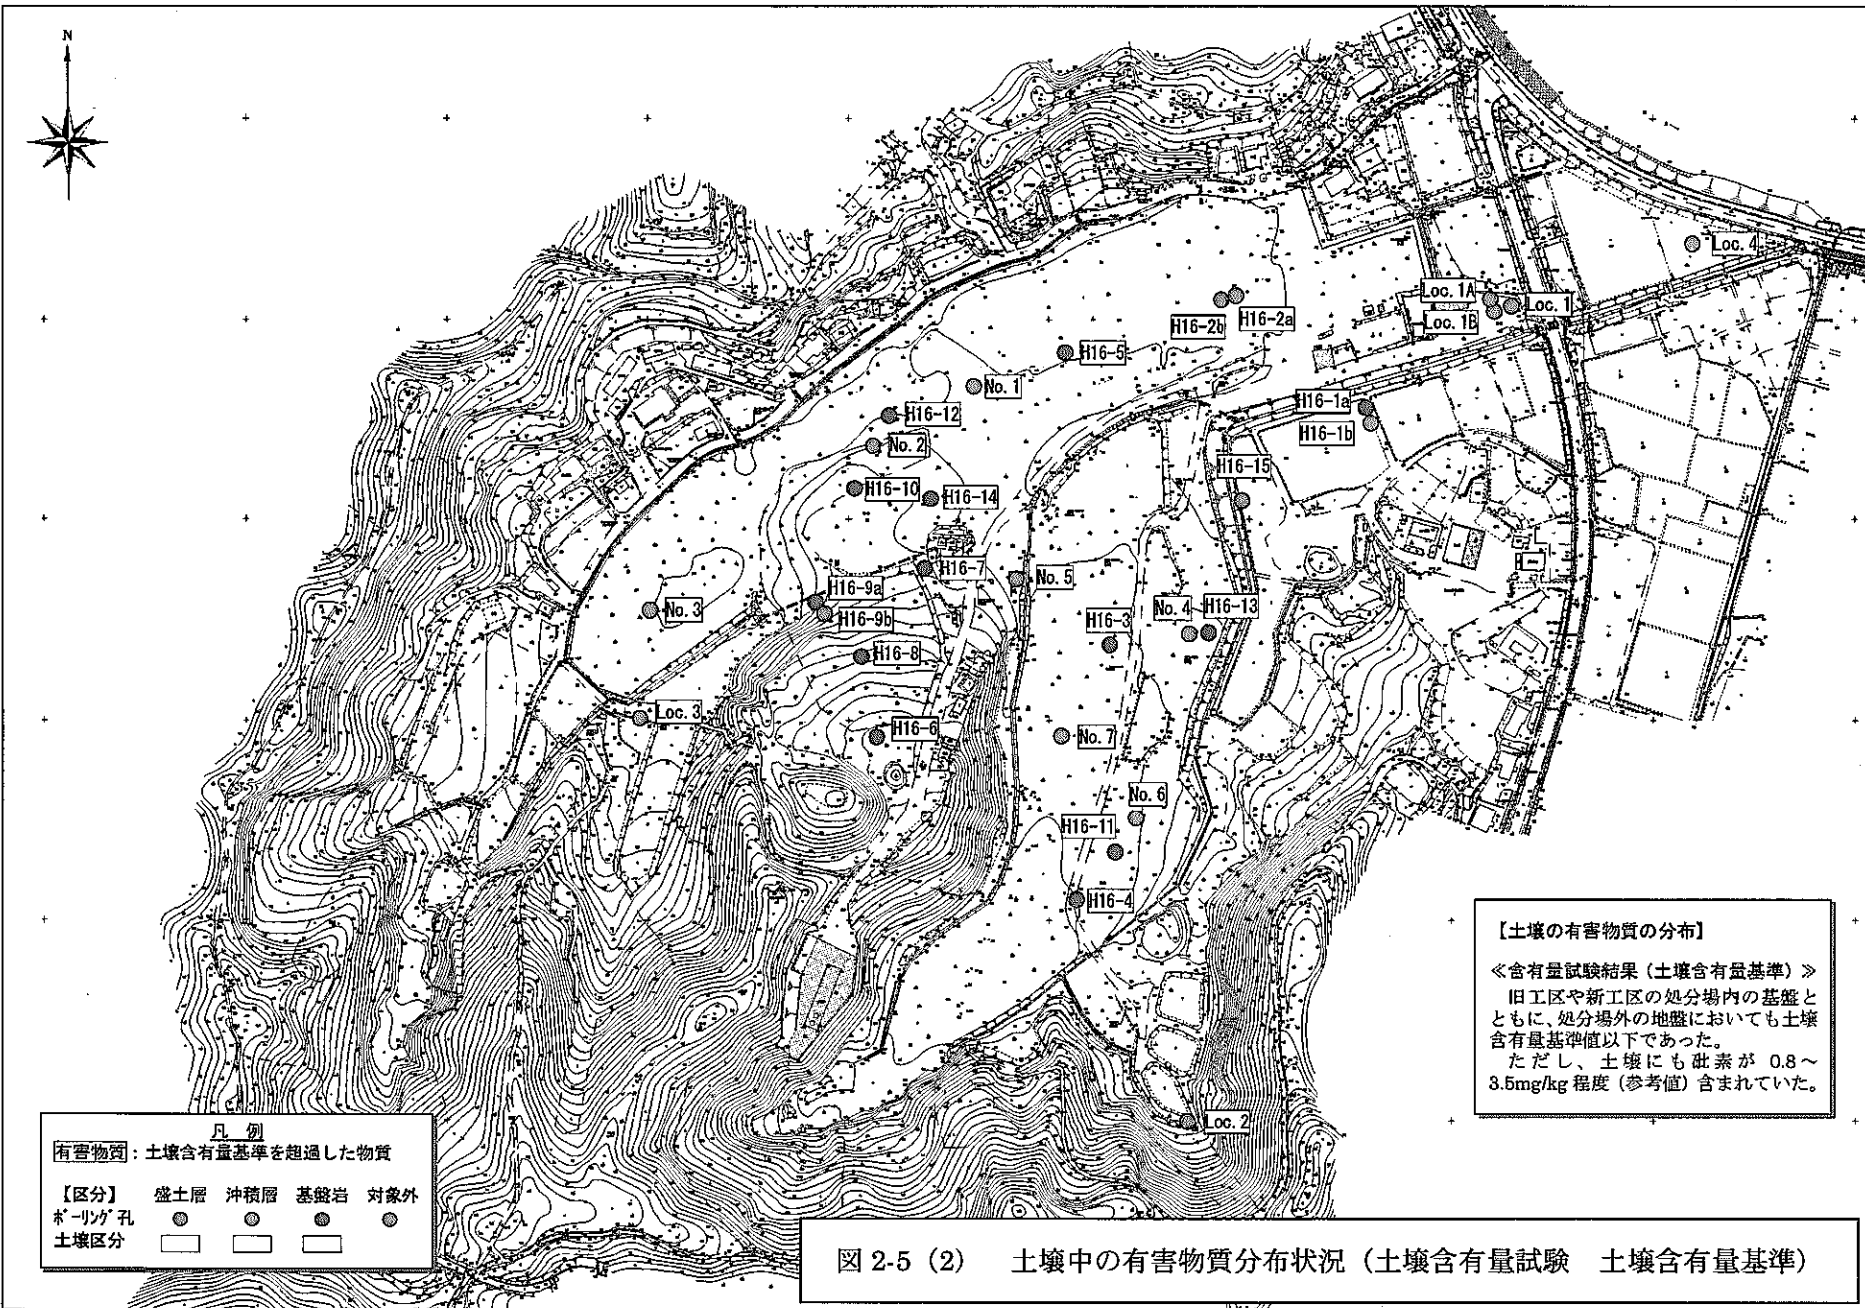 N
Loc. 4
Loc. 1A
Loc. 1
Loc. 1B
H16-2b
H16-2a
H16-5
No. 1
H16-12
H16-1a
H16-1b
No. 2
H16-15
H16-10
H16-14
H16-7
No. 5
H16-9a
H16-9b
No. 3
H16-3
No. 4
H16-13
H16-8
Loc. 3
H16-6
No. 7
No. 6
H16-11
H16-4
Loc. 2
【土壌の有害物質の分布】
≪含有量試験結果（土壌含有量基準）≫
旧工区や新工区の処分場内の基盤と
ともに、処分場外の地盤においても土壌
含有量基準値以下であった。
ただし、土壌にも砒素が 0.8～
3.5mg/kg 程度（参考値）含まれていた。
凡 例
有害物質：土壌含有量基準を超過した物質
【区分】 盛土層 沖積層 基盤岩 対象外
ボーリング孔
土壌区分
図 2-5（2） 土壌中の有害物質分布状況（土壌含有量試験 土壌含有量基準）